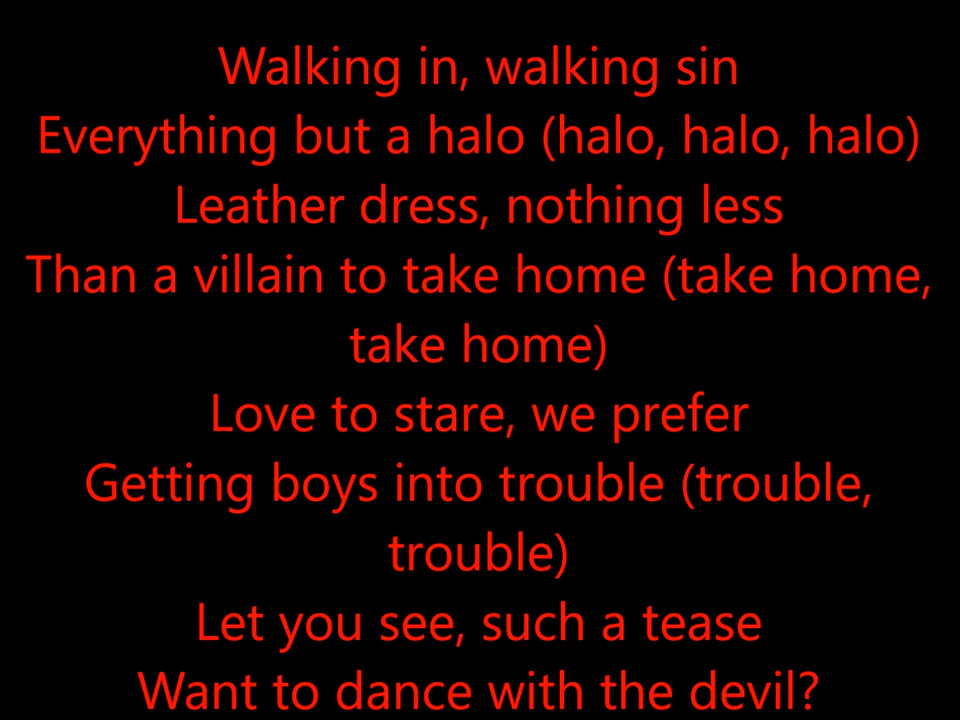 Walking in, walking sin
Everything but a halo (halo, halo, halo)
Leather dress, nothing less
Than a villain to take home (take home,
take home)
Love to stare, we prefer
Getting boys into trouble (trouble,
trouble)
Let you see, such a tease
Want to dance with the devil?